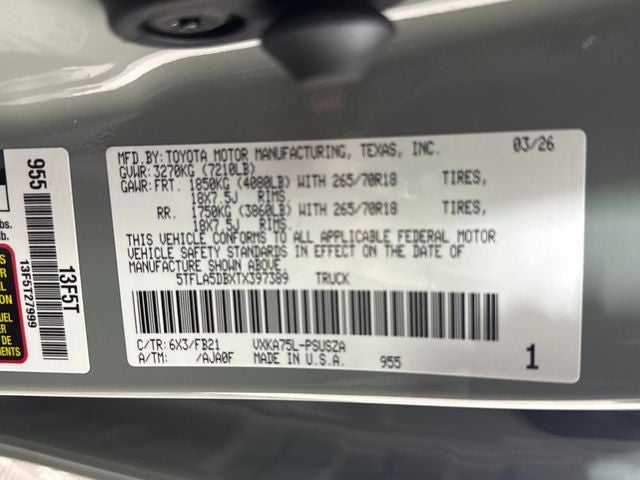 MFD.BY: TOYOTA MOTOR MANUFACTURING, TEXAS, INC. 03/26
GVWR: 3270KG (7210LB)
GAWR: FRT. 1850KG (4080LB) WITH 265/70R18 TIRES,
18X7.5J RIMS.
RR. 1750KG (3860LB) WITH 265/70R18 TIRES,
18X7.5J RIMS.
THIS VEHICLE CONFORMS TO ALL APPLICABLE FEDERAL MOTOR
VEHICLE SAFETY STANDARDS IN EFFECT ON THE DATE OF
MANUFACTURE SHOWN ABOVE.
5TFLA5DBXTX397389 TRUCK
C/TR: 6X3/FB21 VXKA75L-PSUSZA
A/TM: /AJA0F MADE IN U.S.A. 955 1
955
13F5T
13F5T27999